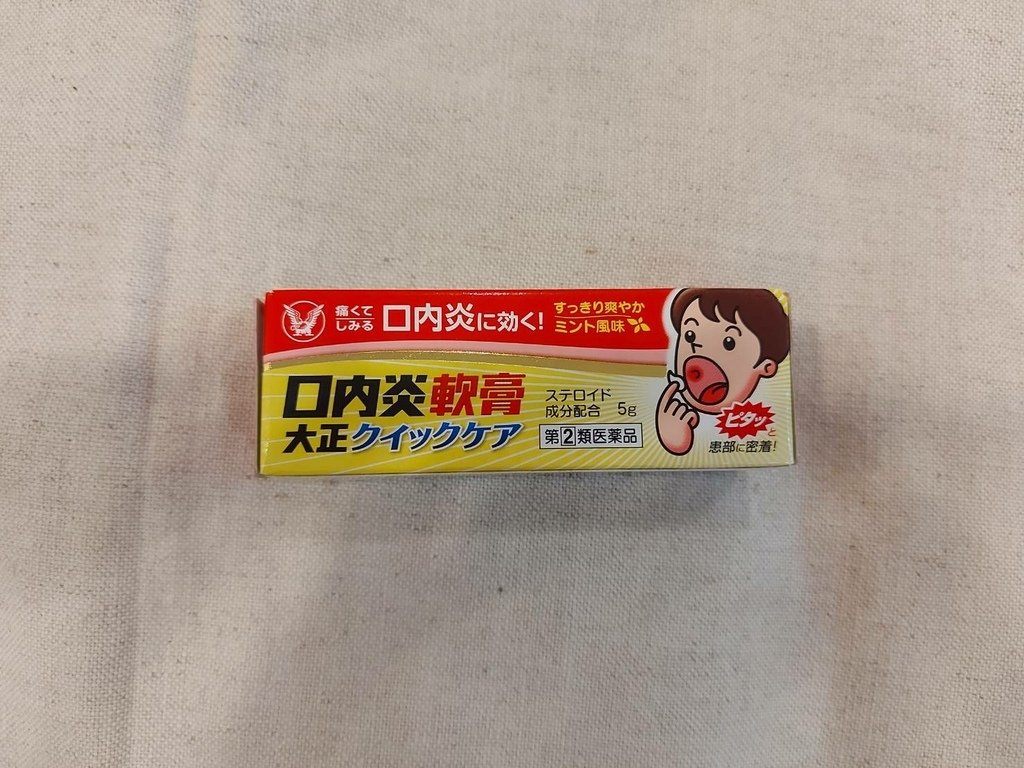 痛くて
しみる
口内炎に効く!
すっきり爽やか
ミント風味
口内炎軟膏
大正クイックケア
ステロイド
成分配合 5g
第②類医薬品
ピタッと
患部に密着!